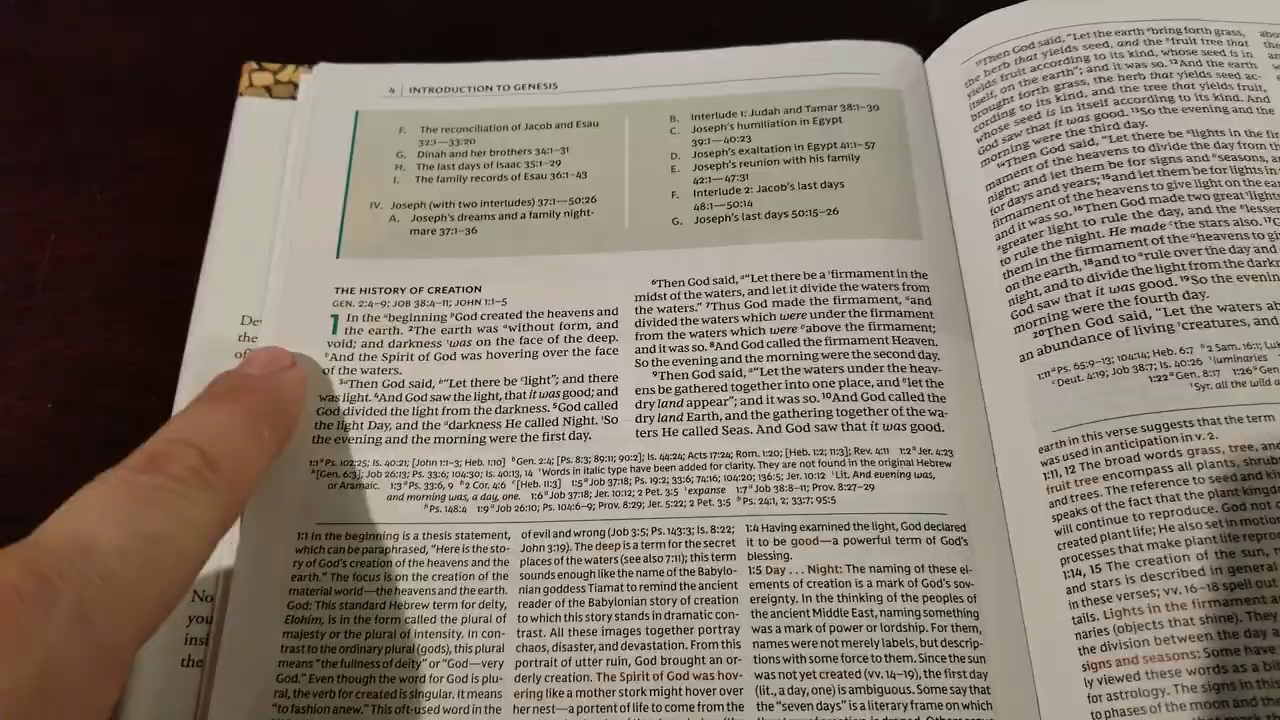 4 | INTRODUCTION TO GENESIS
F. The reconciliation of Jacob and Esau
32:1—33:20
G. Dinah and her brothers 34:1–31
H. The last days of Isaac 35:1–29
I. The family records of Esau 36:1–43
IV. Joseph (with two interludes) 37:1—50:26
A. Joseph's dreams and a family night-
mare 37:1–36
B. Interlude 1: Judah and Tamar 38:1–30
C. Joseph's humiliation in Egypt
39:1—40:23
D. Joseph's exaltation in Egypt 41:1–57
E. Joseph's reunion with his family
42:1—47:31
F. Interlude 2: Jacob's last days
48:1—50:14
G. Joseph's last days 50:15–26
THE HISTORY OF CREATION
GEN. 2:4–9; JOB 38:4–11; JOHN 1:1–5
1 In the ᵃbeginning ᵇGod created the heavens and
the earth. ²The earth was ᵃwithout form, and
void; and darkness ¹was on the face of the deep.
ᵇAnd the Spirit of God was hovering over the face
of the waters.
³ᵃThen God said, ᵇ"Let there be ᶜlight"; and there
was light. ⁴And God saw the light, that it was good; and
God divided the light from the darkness. ⁵God called
the light Day, and the ᵃdarkness He called Night. ¹So
the evening and the morning were the first day.
⁶Then God said, ᵃ"Let there be a ¹firmament in the
midst of the waters, and let it divide the waters from
the waters." ⁷Thus God made the firmament, ᵃand
divided the waters which were under the firmament
from the waters which were ᵇabove the firmament;
and it was so. ⁸And God called the firmament Heaven.
So the evening and the morning were the second day.
⁹Then God said, ᵃ"Let the waters under the heav-
ens be gathered together into one place, and ᵇlet the
dry land appear"; and it was so. ¹⁰And God called the
dry land Earth, and the gathering together of the wa-
ters He called Seas. And God saw that it was good.
1:1 ᵃPs. 102:25; Is. 40:21; [John 1:1–3; Heb. 1:10] ᵇGen. 2:4; [Ps. 8:3; 89:11; 90:2]; Is. 44:24; Acts 17:24; Rom. 1:20; [Heb. 1:2; 11:3]; Rev. 4:11 1:2 ᵃJer. 4:23
ᵇ[Gen. 6:3]; Job 26:13; Ps. 33:6; 104:30; Is. 40:13, 14 ¹Words in italic type have been added for clarity. They are not found in the original Hebrew
or Aramaic. 1:3 ᵃPs. 33:6, 9 ᵇ2 Cor. 4:6 ᶜ[Heb. 11:3] 1:5 ᵃJob 37:18; Ps. 19:2; 33:6; 74:16; 104:20; 136:5; Jer. 10:12 ¹Lit. And evening was,
and morning was, a day, one. 1:6 ᵃJob 37:18; Jer. 10:12; 2 Pet. 3:5 ¹expanse 1:7 ᵃJob 38:8–11; Prov. 8:27–29
ᵇPs. 148:4 1:9 ᵃJob 26:10; Ps. 104:6–9; Prov. 8:29; Jer. 5:22; 2 Pet. 3:5 ᵇPs. 24:1, 2; 33:7; 95:5
1:1 In the beginning is a thesis statement,
which can be paraphrased, "Here is the sto-
ry of God's creation of the heavens and the
earth." The focus is on the creation of the
material world—the heavens and the earth.
God: This standard Hebrew term for deity,
Elohim, is in the form called the plural of
majesty or the plural of intensity. In con-
trast to the ordinary plural (gods), this plural
means "the fullness of deity" or "God—very
God." Even though the word for God is plu-
ral, the verb for created is singular. It means
"to fashion anew." This oft-used word in the
of evil and wrong (Job 3:5; Ps. 143:3; Is. 8:22;
John 3:19). The deep is a term for the secret
places of the waters (see also 7:11); this term
sounds enough like the name of the Babylo-
nian goddess Tiamat to remind the ancient
reader of the Babylonian story of creation
to which this story stands in dramatic con-
trast. All these images together portray
chaos, disaster, and devastation. From this
portrait of utter ruin, God brought an or-
derly creation. The Spirit of God was hov-
ering like a mother stork might hover over
her nest—a portent of life to come from the
1:4 Having examined the light, God declared
it to be good—a powerful term of God's
blessing.
1:5 Day . . . Night: The naming of these el-
ements of creation is a mark of God's sov-
ereignty. In the thinking of the peoples of
the ancient Middle East, naming something
was a mark of power or lordship. For them,
names were not merely labels, but descrip-
tions with some force to them. Since the sun
was not yet created (vv. 14–19), the first day
(lit., a day, one) is ambiguous. Some say that
the "seven days" is a literary frame on which
¹¹Then God said, "Let the earth ᵃbring forth grass,
the herb that yields seed, and the ᵇfruit tree that
yields fruit according to its kind, whose seed is in
itself, on the earth"; and it was so. ¹²And the earth
brought forth grass, the herb that yields seed ac-
cording to its kind, and the tree that yields fruit,
whose seed is in itself according to its kind. And
God saw that it was good. ¹³So the evening and the
morning were the third day.
¹⁴Then God said, "Let there be ᵃlights in the
mament of the heavens to divide the day from
night; and let them be for signs and ᵇseasons,
for days and years; ¹⁵and let them be for lights in
firmament of the heavens to give light on the
and it was so. ¹⁶Then God made two great ¹lights
ᵃgreater light to rule the day, and the
to rule the night. He made ᶜthe stars also.
them in the firmament of the ᵃheavens to
on the earth, ¹⁸and to ᵃrule over the day and
night, and to divide the light from the
God saw that it was good. ¹⁹So the evening
morning were the fourth day.
²⁰Then God said, "Let the waters
an abundance of living ¹creatures, and
1:11 ᵃPs. 65:9–13; 104:14; Heb. 6:7 ᵇ2 Sam. 16:1;
ᶜDeut. 4:19; Job 38:7; Is. 40:26 ¹luminaries
1:22 ᵃGen. 8:17 1:26 ᵃGen.
¹Syr. all the wild
earth in this verse suggests that the term
was used in anticipation in v. 2.
1:11, 12 The broad words grass, tree, and
fruit tree encompass all plants,
and trees. The reference to seed and
speaks of the fact that the plant
will continue to reproduce. God not
created plant life; He also set in motion
processes that make plant life
1:14, 15 The creation of the sun,
and stars is described in general
in these verses; vv. 16–18 spell out
tails. Lights in the firmament
naries (objects that shine). They
the division between the day
signs and seasons: Some have
ly viewed these words as a
for astrology. The signs in this
to phases of the moon and
the
of
No
you
insi
the